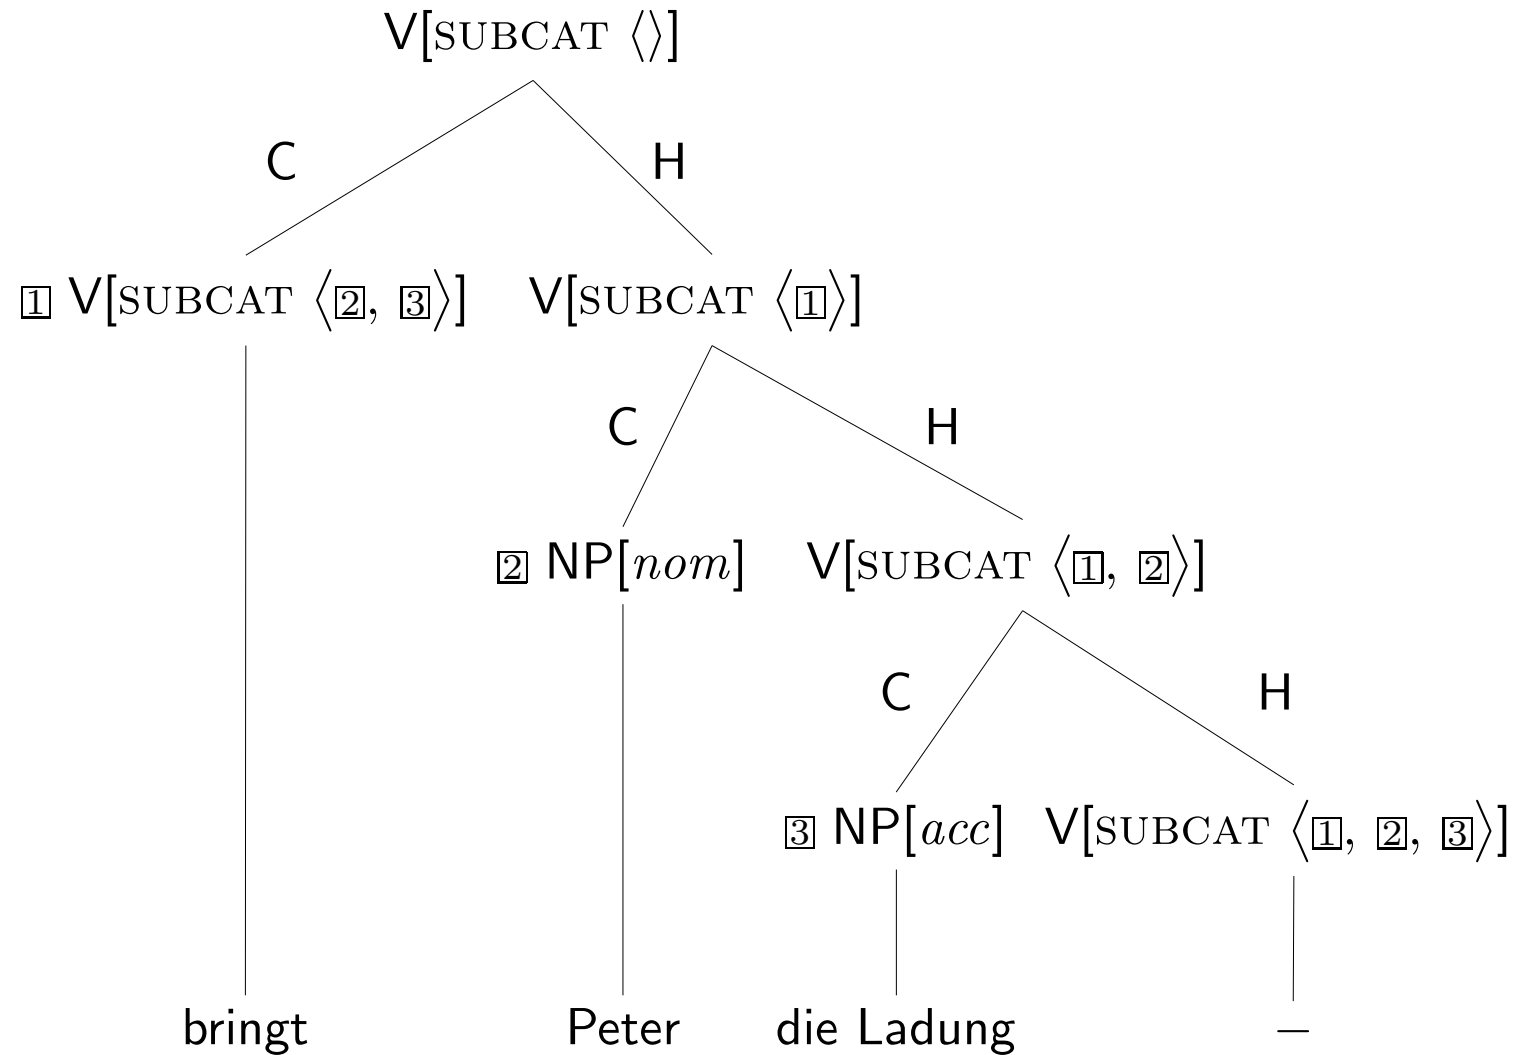 V[SUBCAT ⟨⟩]
C H
1 V[SUBCAT ⟨2, 3⟩] V[SUBCAT ⟨1⟩]
C H
2 NP[nom] V[SUBCAT ⟨1, 2⟩]
C H
3 NP[acc] V[SUBCAT ⟨1, 2, 3⟩]
bringt Peter die Ladung –